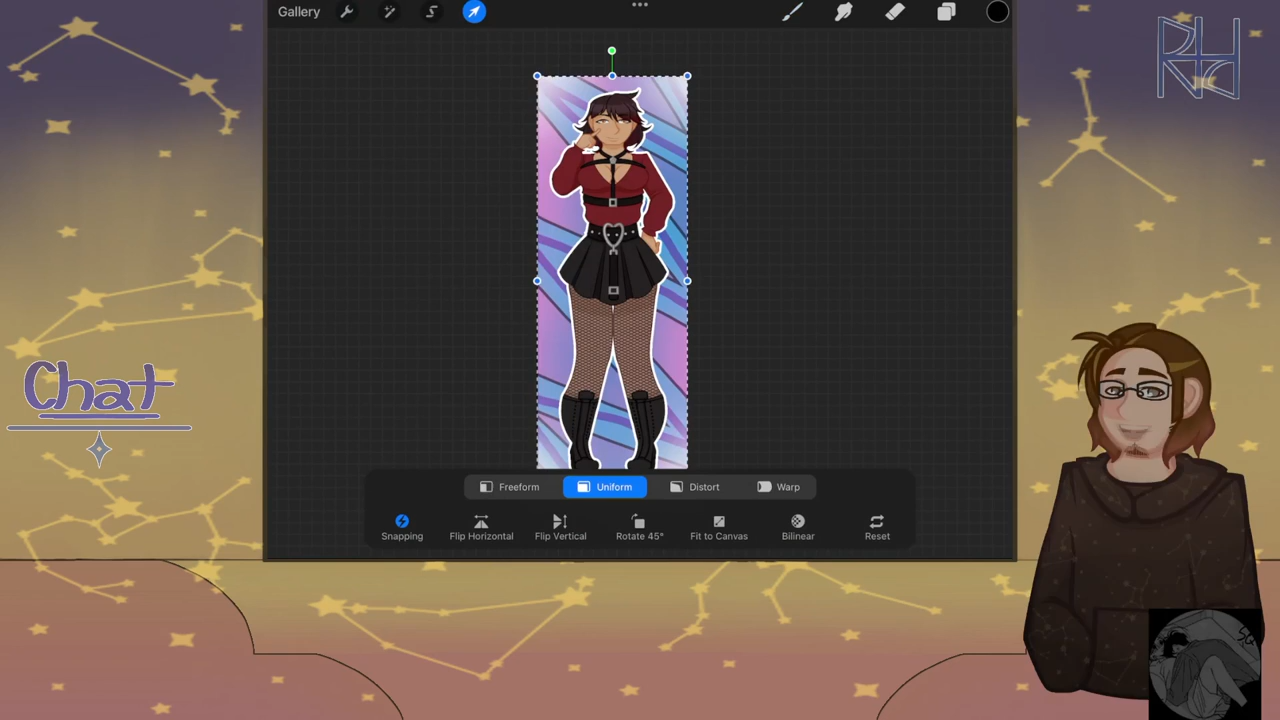 Gallery
Chat
Freeform
Uniform
Distort
Warp
Snapping
Flip Horizontal
Flip Vertical
Rotate 45°
Fit to Canvas
Bilinear
Reset